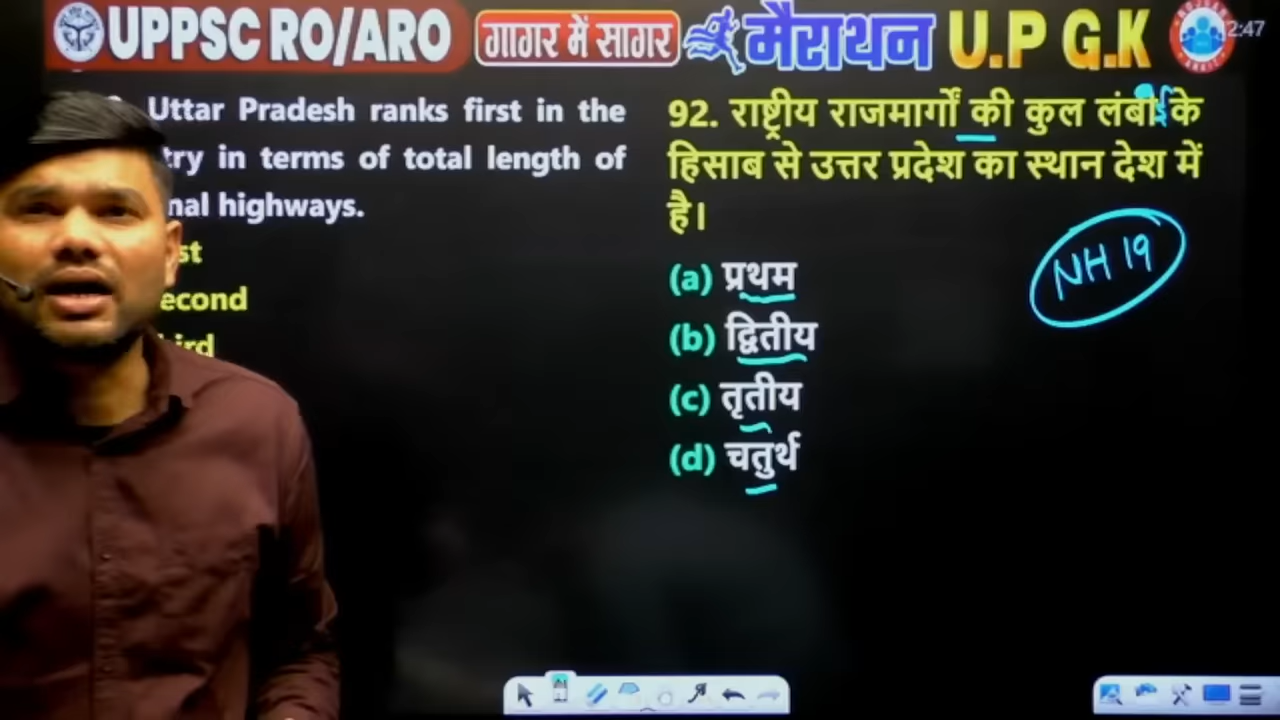 UPPSC RO/ARO गागर में सागर मैराथन U.P G.K
2:47
Uttar Pradesh ranks first in the
try in terms of total length of
nal highways.
st
econd
ird
92. राष्ट्रीय राजमार्गों की कुल लंबाई के
हिसाब से उत्तर प्रदेश का स्थान देश में
है।
(a) प्रथम
(b) द्वितीय
(c) तृतीय
(d) चतुर्थ
NH 19